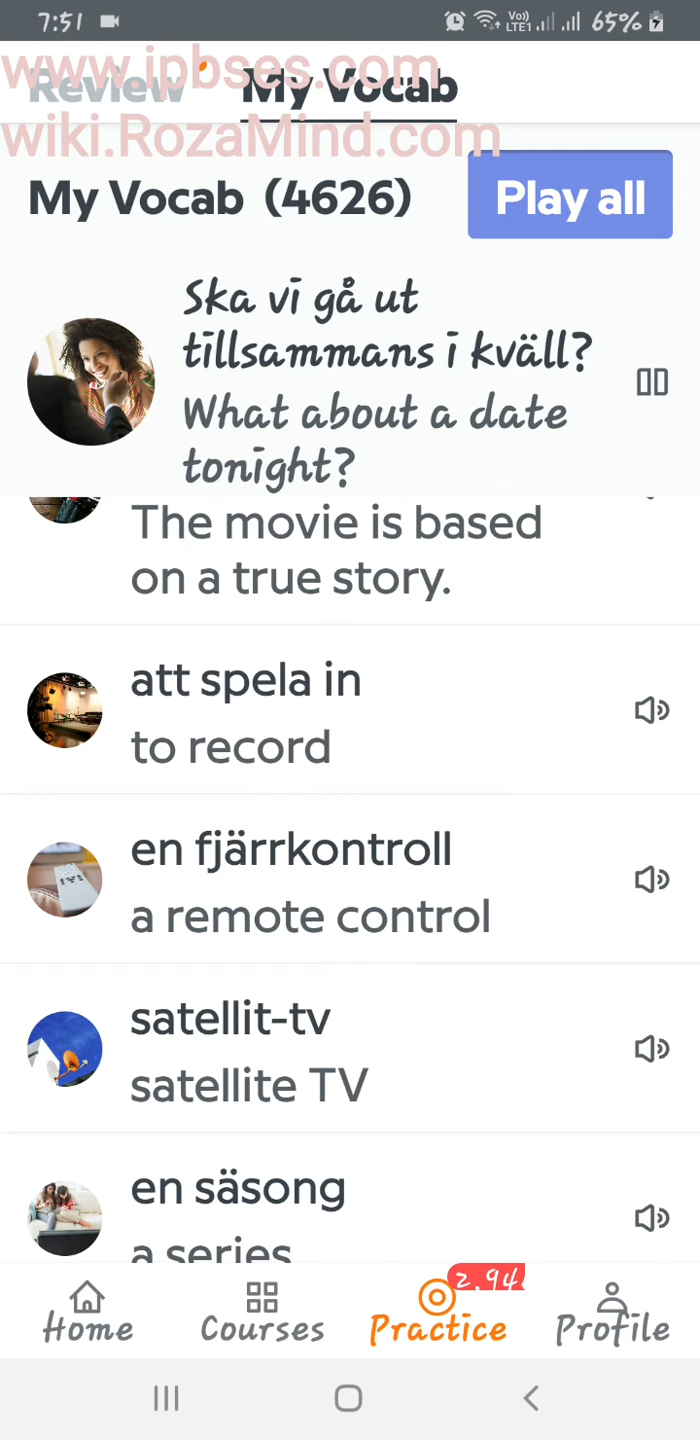 7:51
Vo)) LTE1 65%
www.ipbses.com
Review My Vocab
wiki.RozaMind.com
My Vocab (4626) Play all
Ska vi gå ut
tillsammans i kväll?
What about a date
tonight?
The movie is based
on a true story.
att spela in
to record
en fjärrkontroll
a remote control
satellit-tv
satellite TV
en säsong
a series
2.94
Home Courses Practice Profile